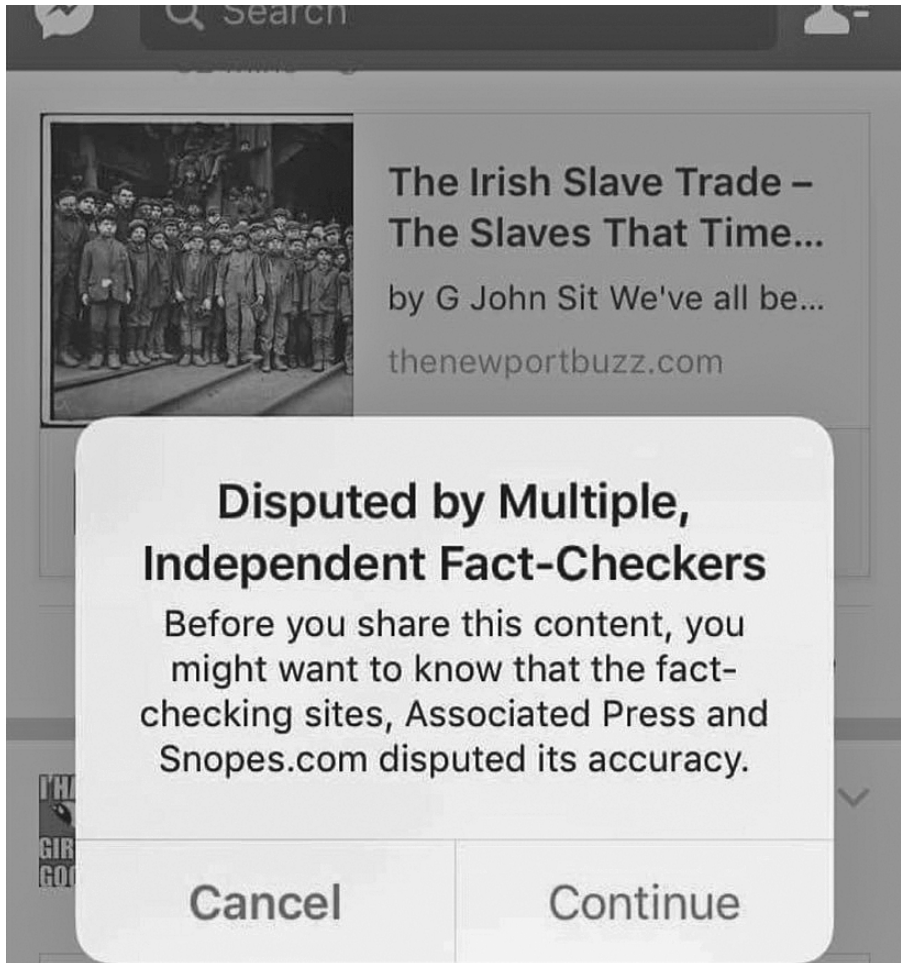 Search
The Irish Slave Trade –
The Slaves That Time...
by G John Sit We've all be...
thenewportbuzz.com
Disputed by Multiple,
Independent Fact-Checkers
Before you share this content, you
might want to know that the fact-
checking sites, Associated Press and
Snopes.com disputed its accuracy.
GIR
Cancel
Continue